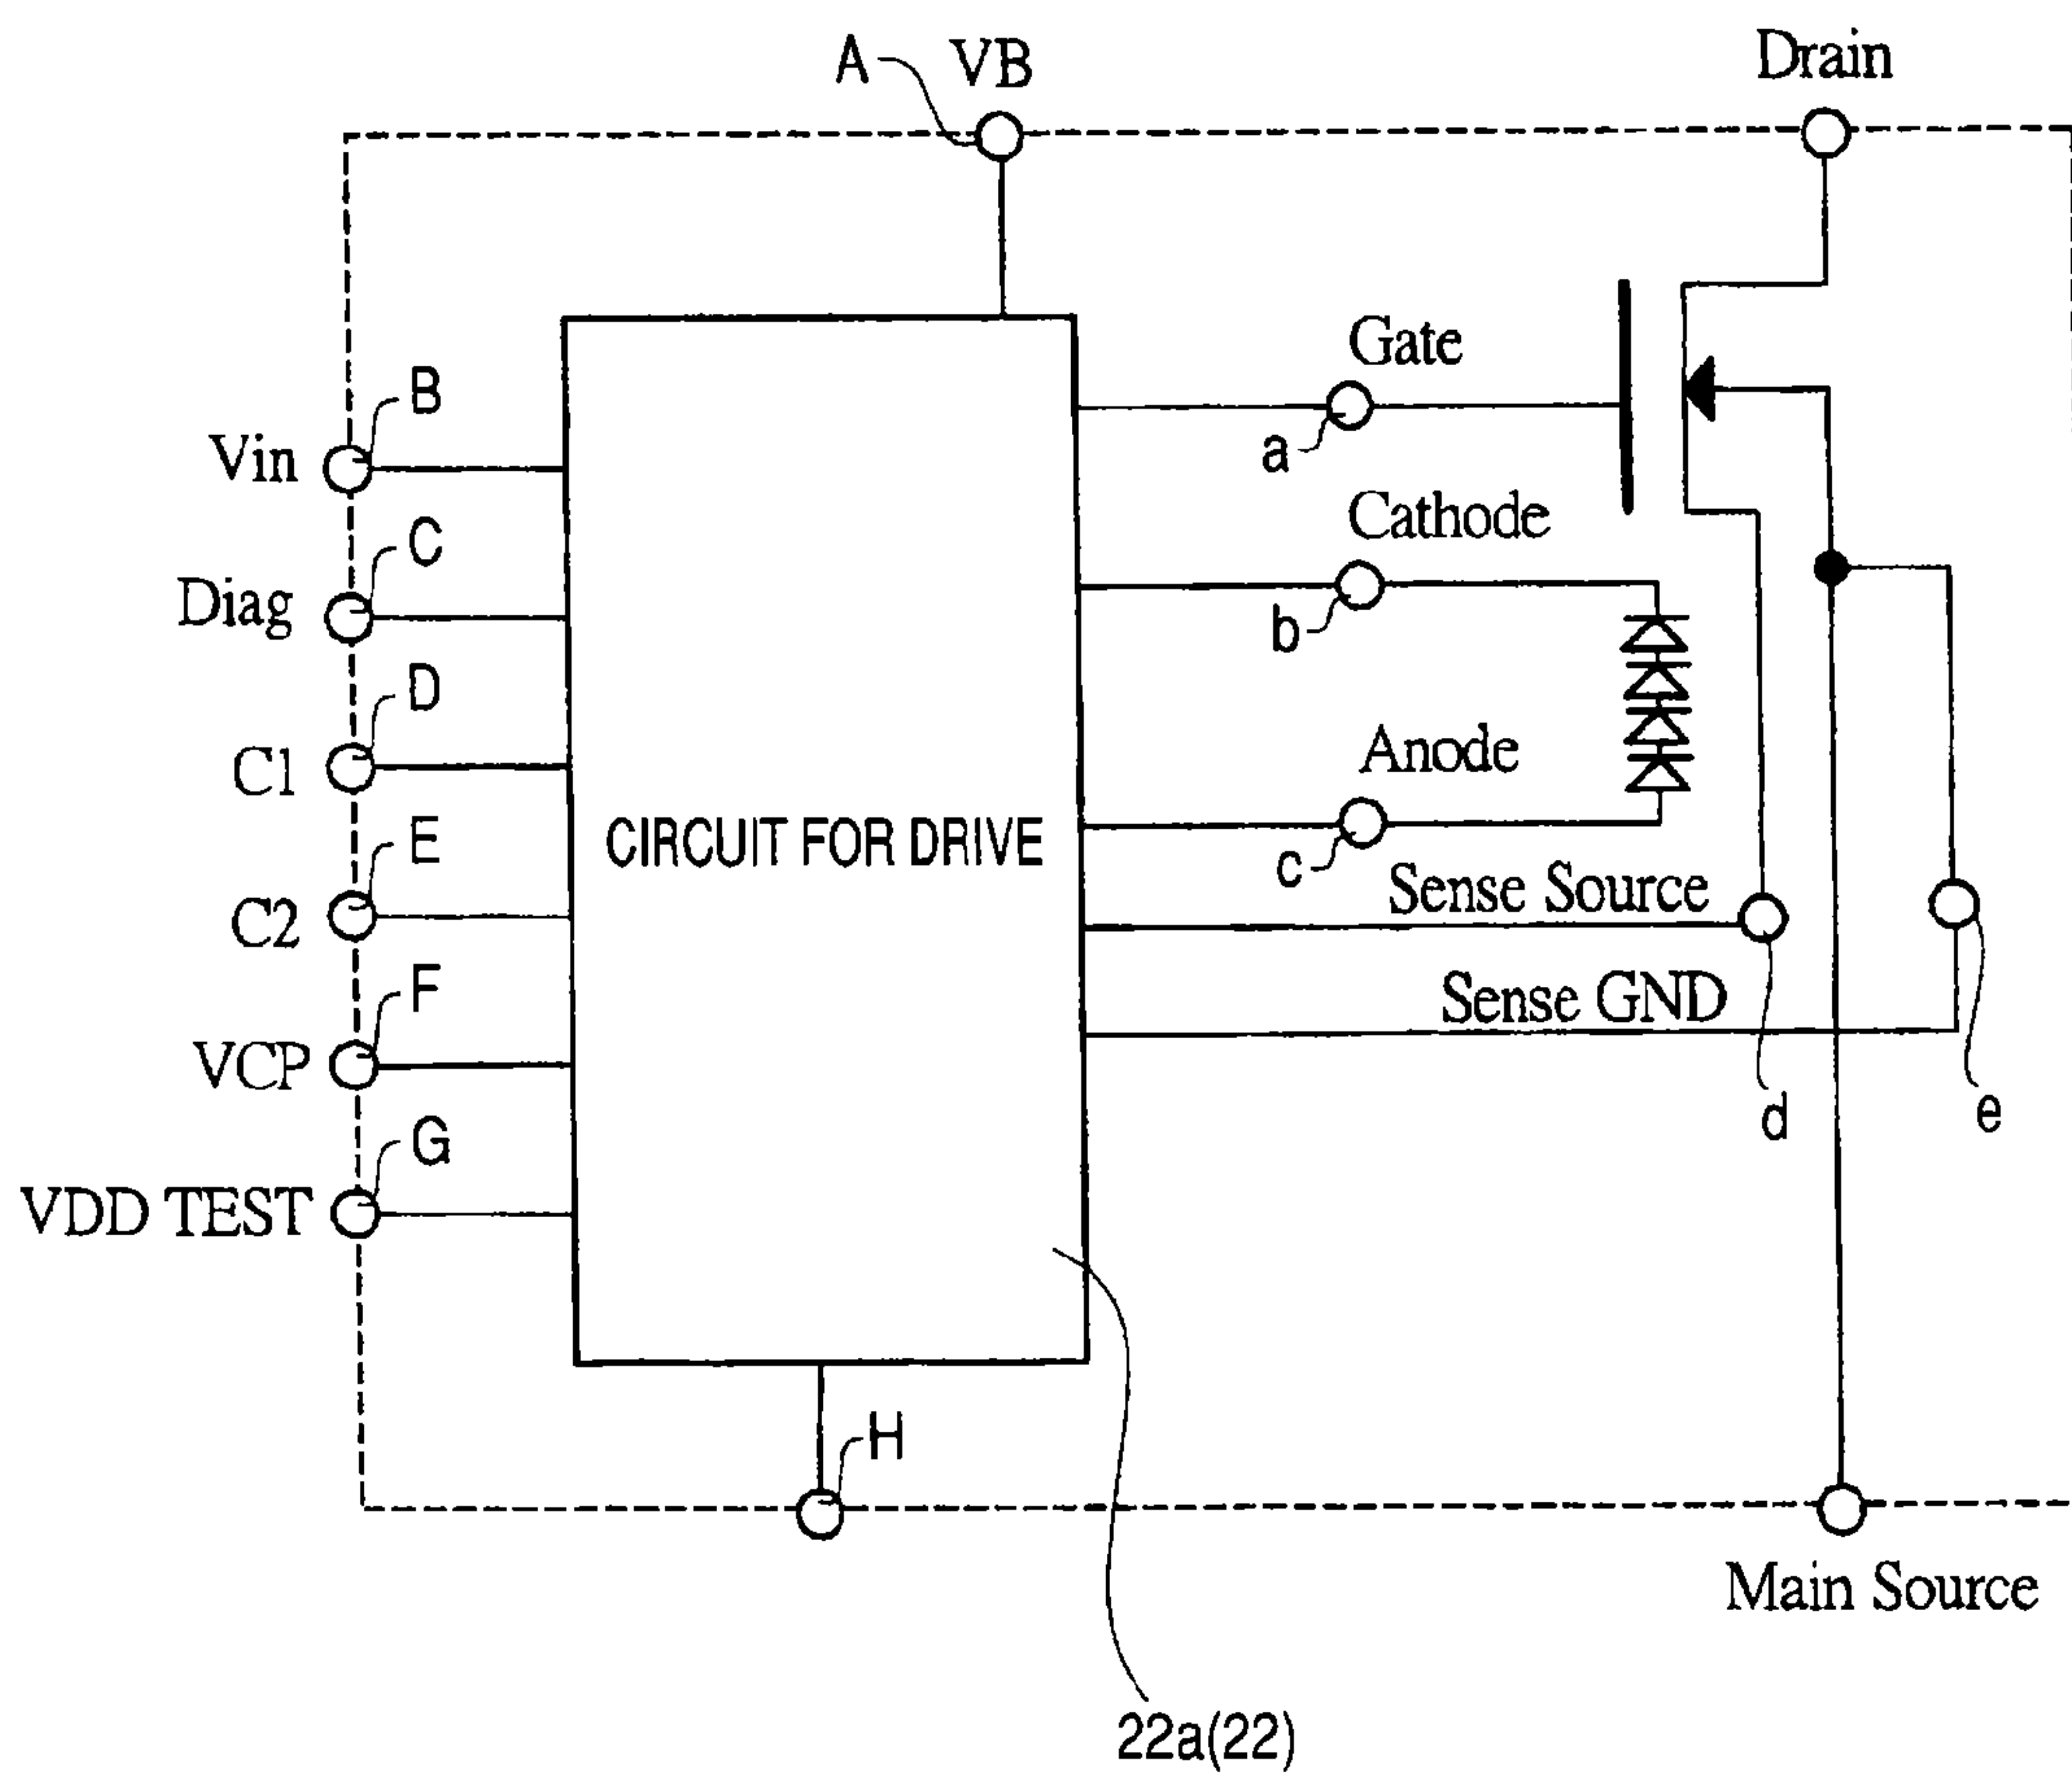 A VB Drain
B
Gate
Vin
a
C
Cathode
Diag
b
D
Anode
C1
E
CIRCUIT FOR DRIVE
c
Sense Source
C2
F
Sense GND
VCP
d
e
G
VDD TEST
H
Main Source
22a(22)